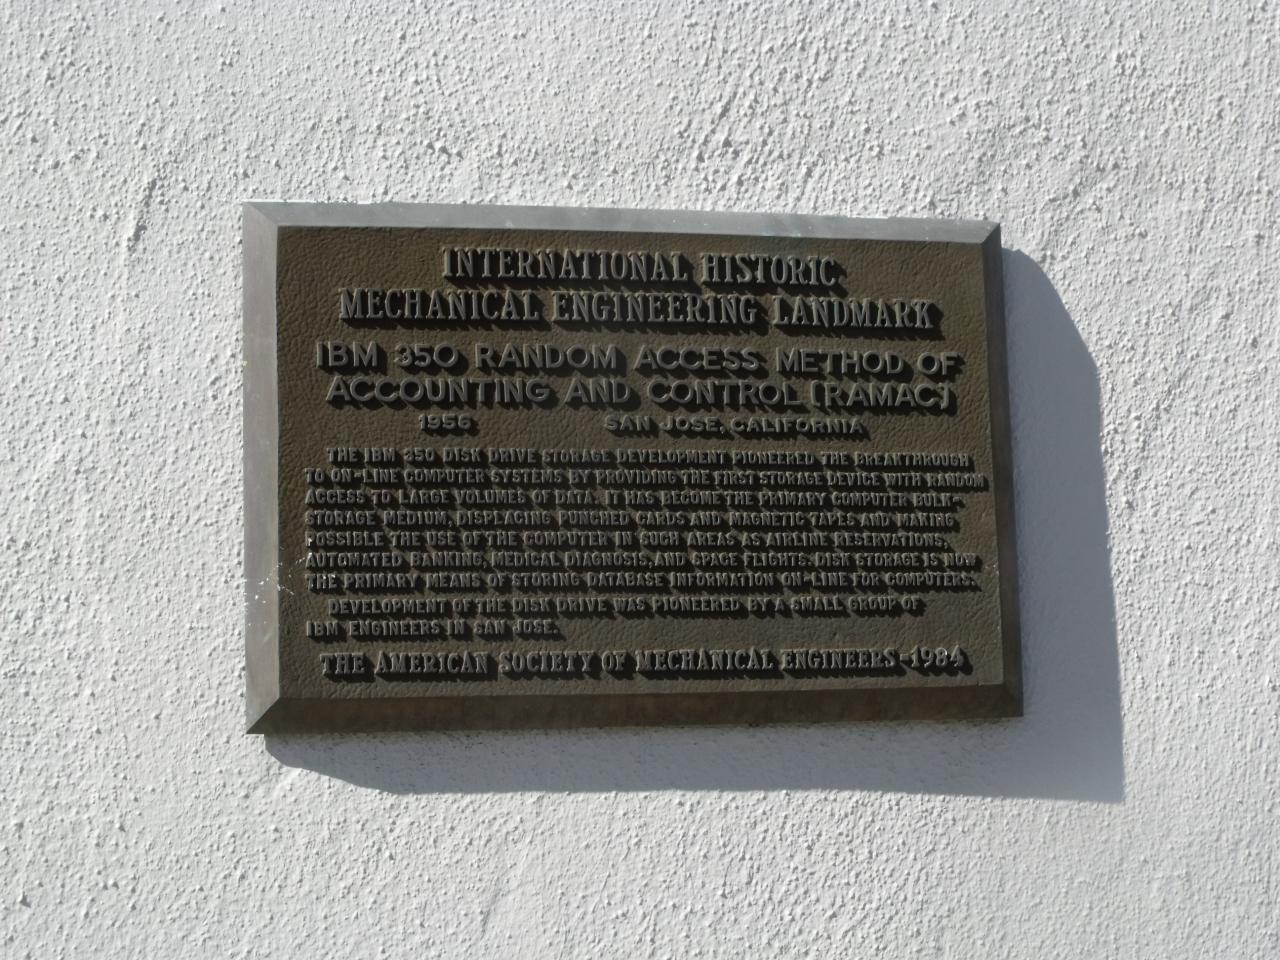 INTERNATIONAL HISTORIC
MECHANICAL ENGINEERING LANDMARK
IBM 350 RANDOM ACCESS METHOD OF
ACCOUNTING AND CONTROL (RAMAC)
1956 SAN JOSE, CALIFORNIA
THE IBM 350 DISK DRIVE STORAGE DEVELOPMENT PIONEERED THE BREAKTHROUGH
TO ON-LINE COMPUTER SYSTEMS BY PROVIDING THE FIRST STORAGE DEVICE WITH RANDOM
ACCESS TO LARGE VOLUMES OF DATA. IT HAS BECOME THE PRIMARY COMPUTER BULK-
STORAGE MEDIUM, DISPLACING PUNCHED CARDS AND MAGNETIC TAPES AND MAKING
POSSIBLE THE USE OF THE COMPUTER IN SUCH AREAS AS AIRLINE RESERVATIONS,
AUTOMATED BANKING, MEDICAL DIAGNOSIS, AND SPACE FLIGHTS. DISK STORAGE IS NOW
THE PRIMARY MEANS OF STORING DATABASE INFORMATION ON-LINE FOR COMPUTERS.
DEVELOPMENT OF THE DISK DRIVE WAS PIONEERED BY A SMALL GROUP OF
IBM ENGINEERS IN SAN JOSE.
THE AMERICAN SOCIETY OF MECHANICAL ENGINEERS-1984